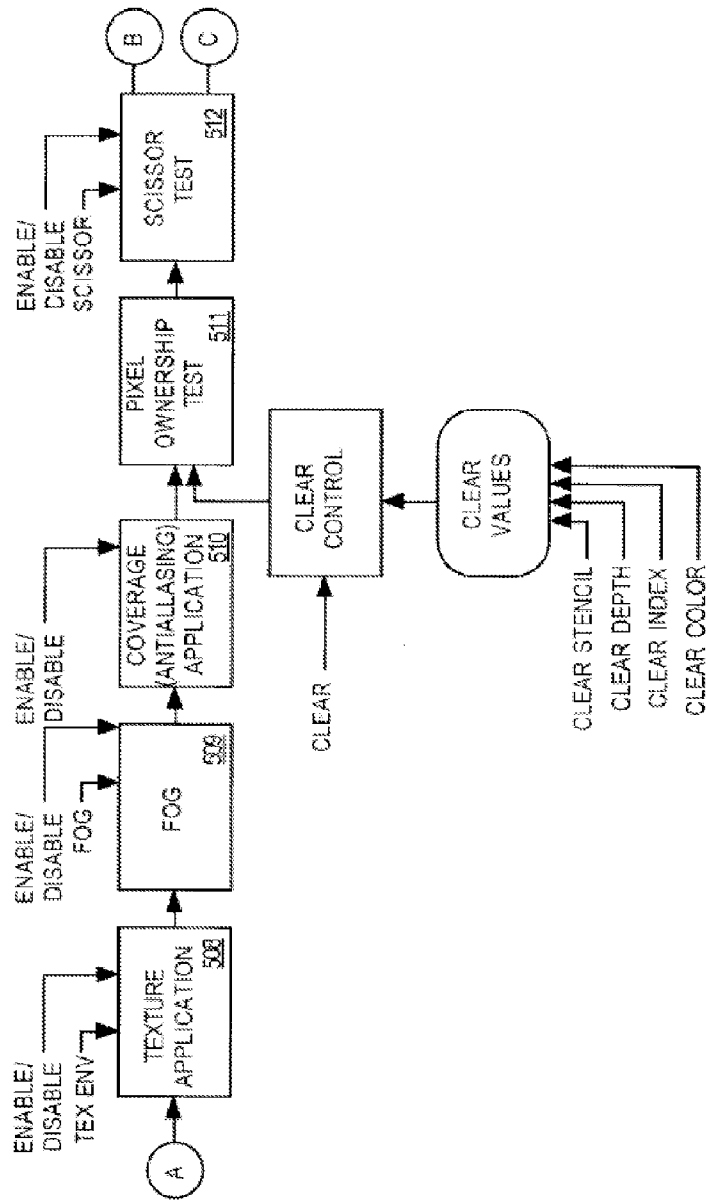 A
ENABLE/
DISABLE
TEX ENV
TEXTURE
APPLICATION
508
ENABLE/
DISABLE
FOG
FOG
509
ENABLE/
DISABLE
COVERAGE
(ANTIALLASING)
APPLICATION
510
PIXEL
OWNERSHIP
TEST
511
ENABLE/
DISABLE
SCISSOR
SCISSOR
TEST
512
B
C
CLEAR
CLEAR
CONTROL
CLEAR
VALUES
CLEAR STENCIL
CLEAR DEPTH
CLEAR INDEX
CLEAR COLOR